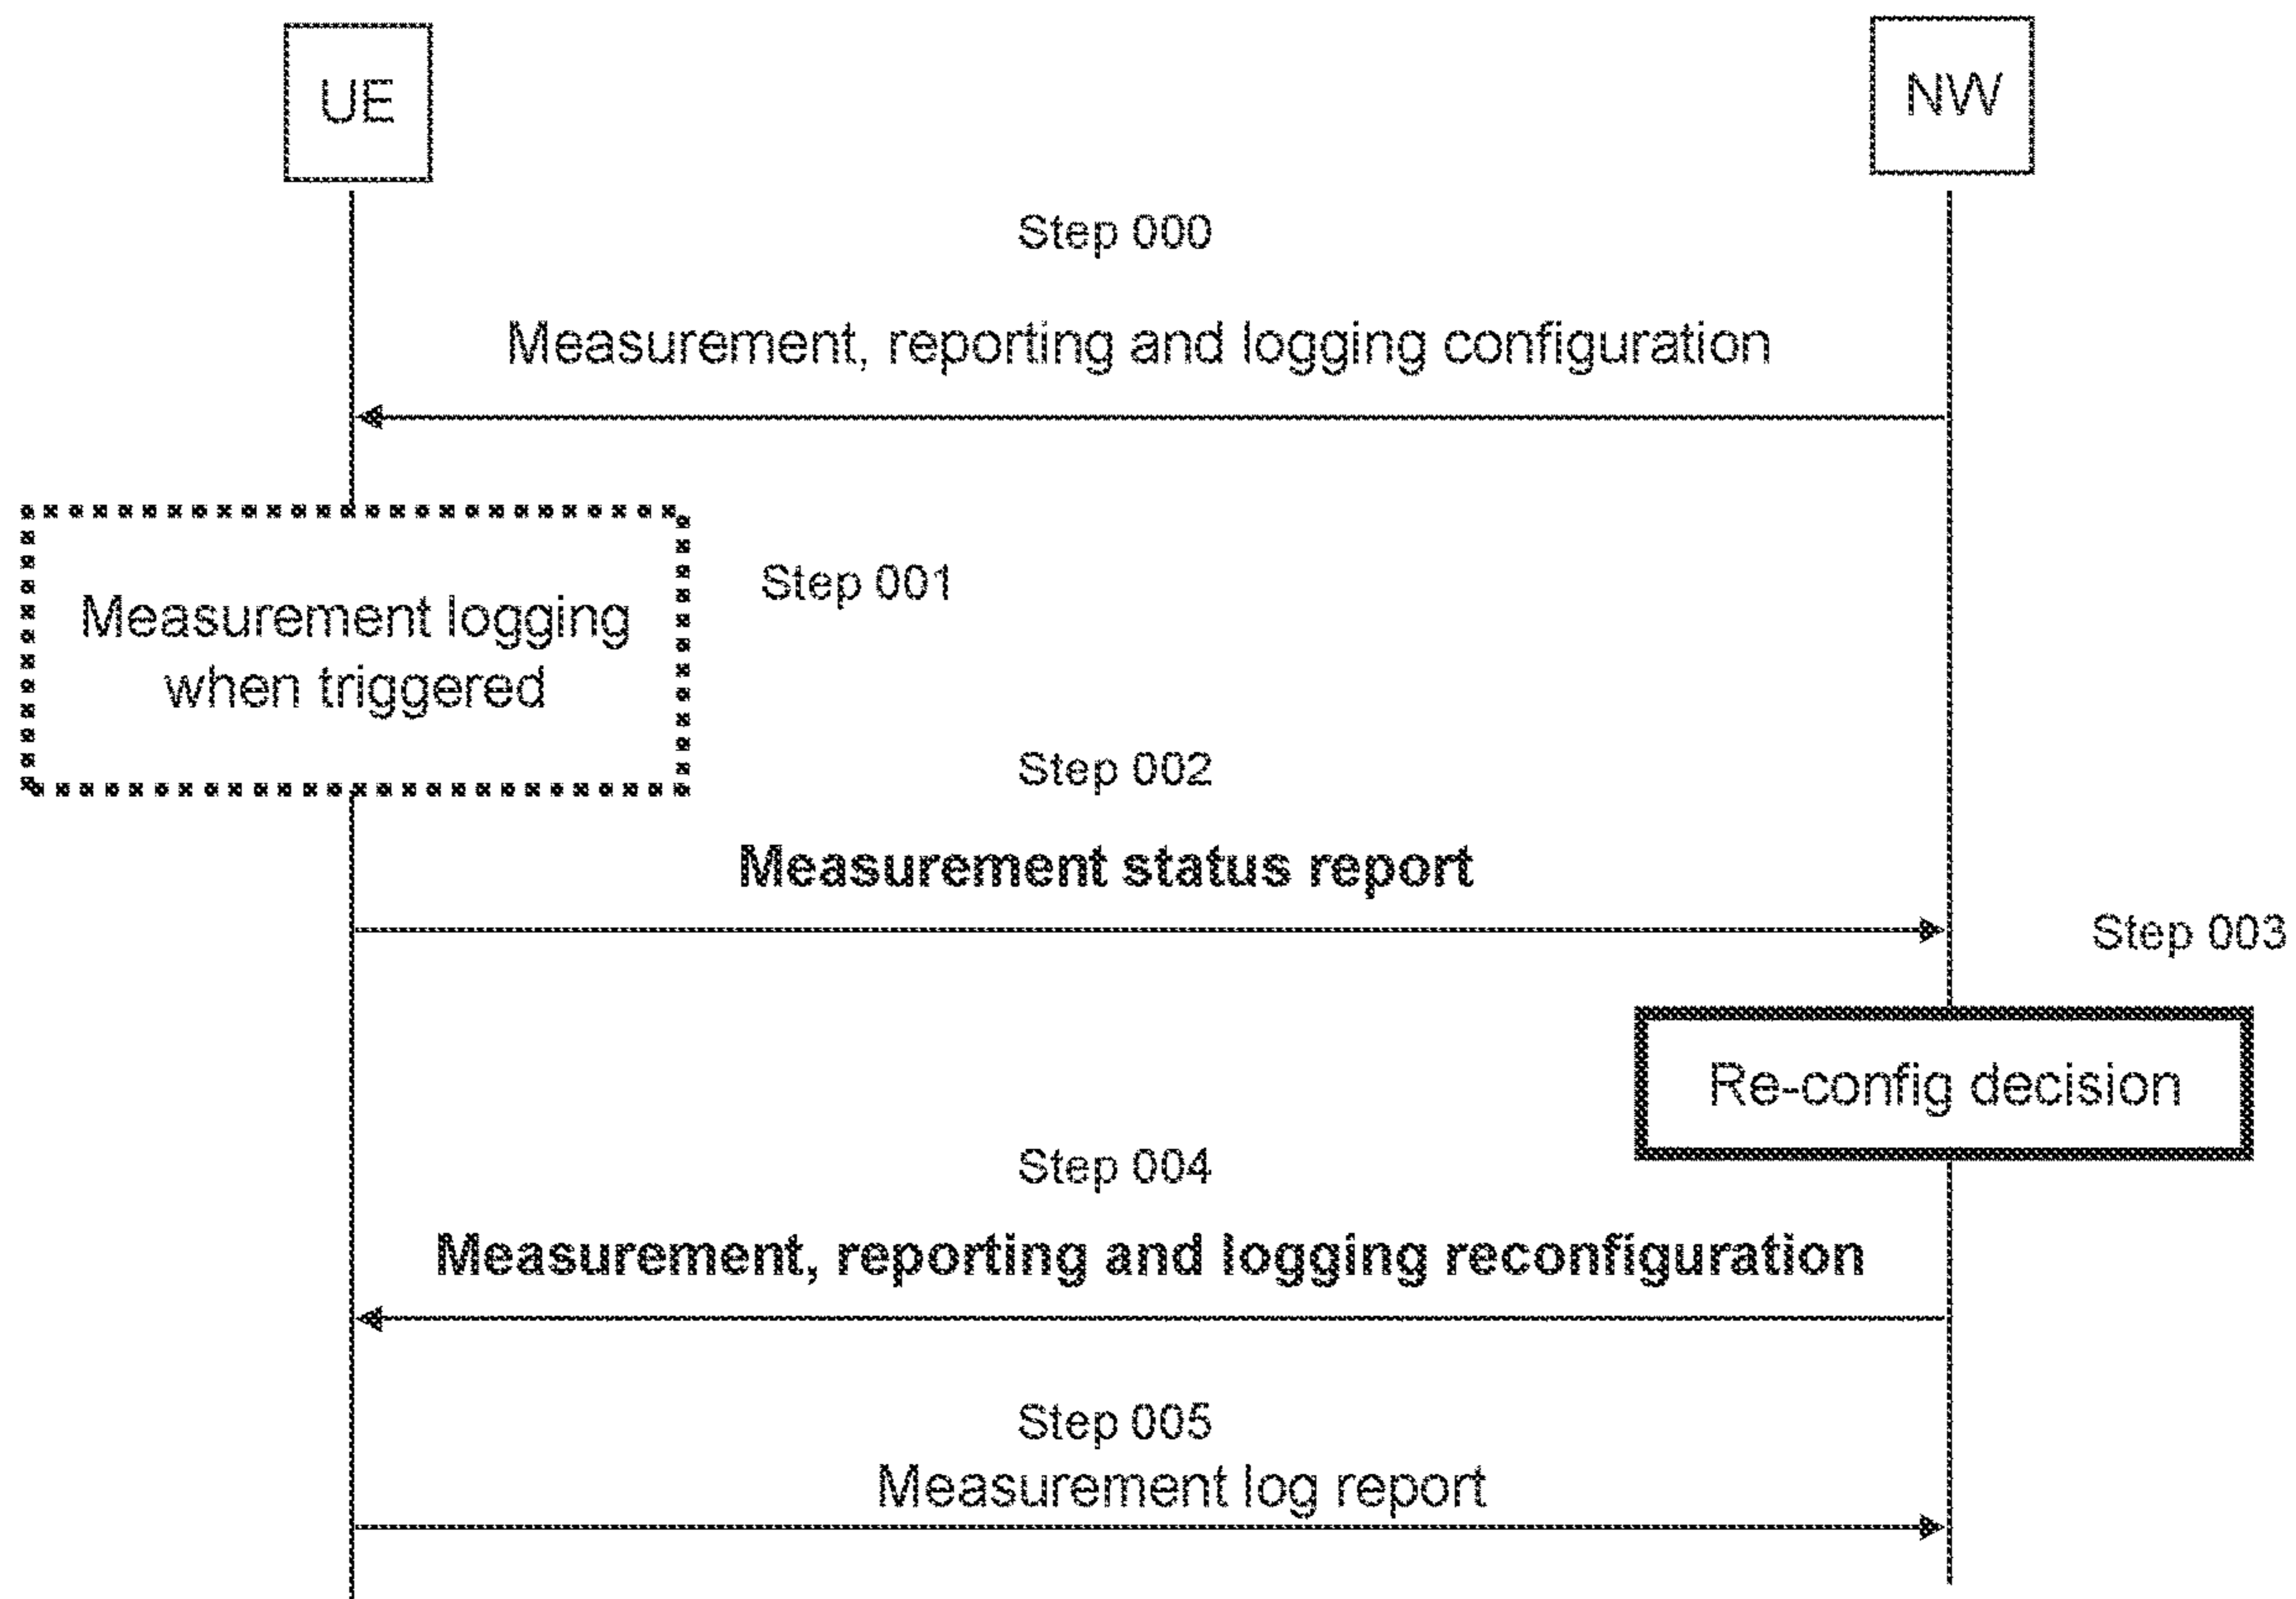 UE
NW
Step 000
Measurement, reporting and logging configuration
Step 001
Measurement logging
when triggered
Step 002
Measurement status report
Step 003
Re-config decision
Step 004
Measurement, reporting and logging reconfiguration
Step 005
Measurement log report